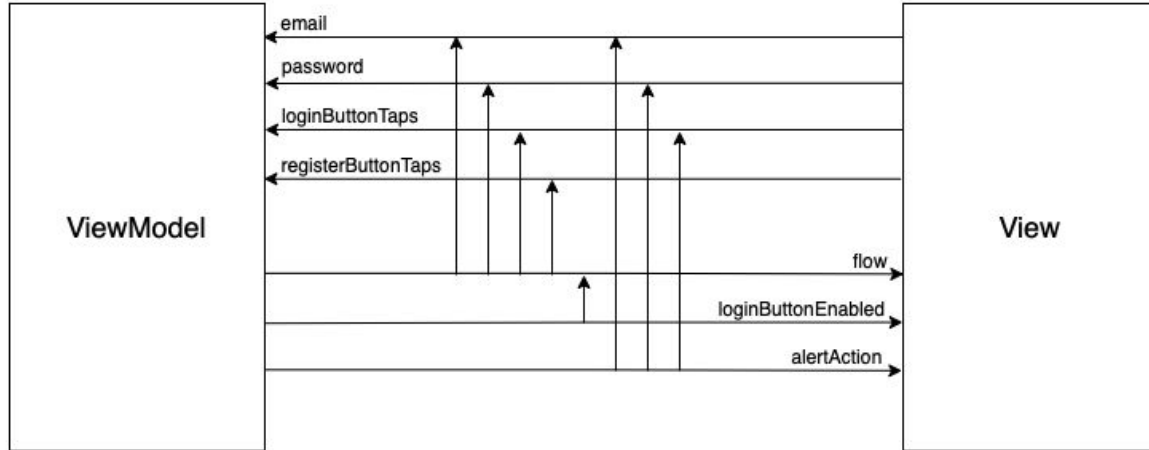 email
password
loginButtonTaps
registerButtonTaps
ViewModel
View
flow
loginButtonEnabled
alertAction